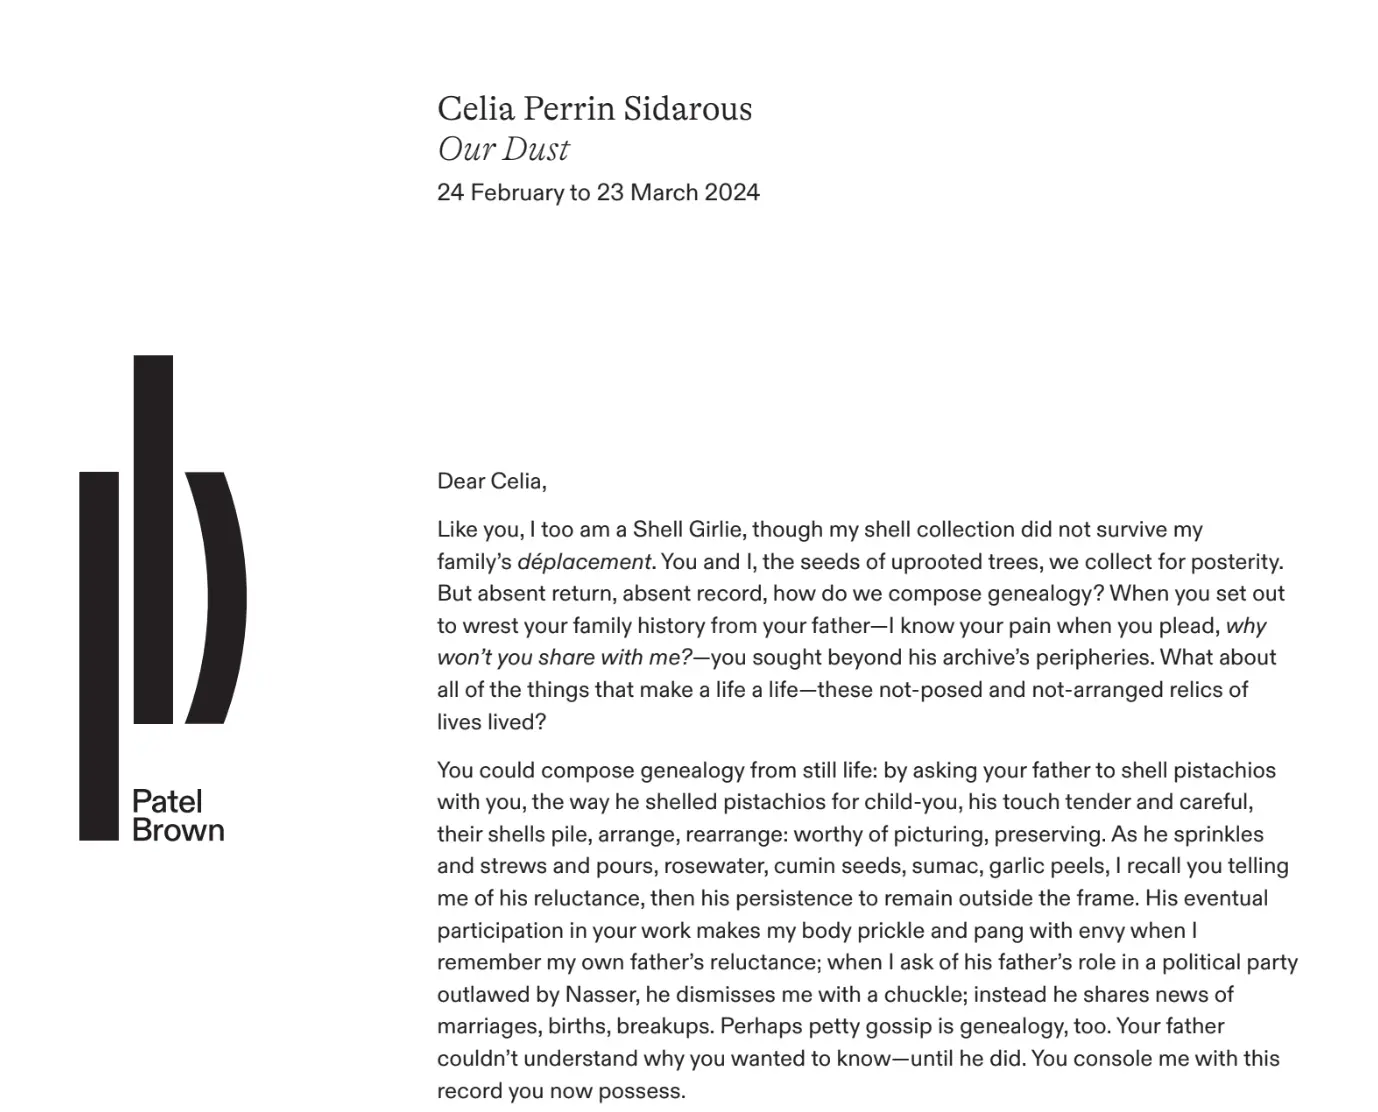 Celia Perrin Sidarous
Our Dust
24 February to 23 March 2024
Patel
Brown
Dear Celia,
Like you, I too am a Shell Girlie, though my shell collection did not survive my
family’s déplacement. You and I, the seeds of uprooted trees, we collect for posterity.
But absent return, absent record, how do we compose genealogy? When you set out
to wrest your family history from your father—I know your pain when you plead, why
won’t you share with me?—you sought beyond his archive’s peripheries. What about
all of the things that make a life a life—these not-posed and not-arranged relics of
lives lived?
You could compose genealogy from still life: by asking your father to shell pistachios
with you, the way he shelled pistachios for child-you, his touch tender and careful,
their shells pile, arrange, rearrange: worthy of picturing, preserving. As he sprinkles
and strews and pours, rosewater, cumin seeds, sumac, garlic peels, I recall you telling
me of his reluctance, then his persistence to remain outside the frame. His eventual
participation in your work makes my body prickle and pang with envy when I
remember my own father’s reluctance; when I ask of his father’s role in a political party
outlawed by Nasser, he dismisses me with a chuckle; instead he shares news of
marriages, births, breakups. Perhaps petty gossip is genealogy, too. Your father
couldn’t understand why you wanted to know—until he did. You console me with this
record you now possess.